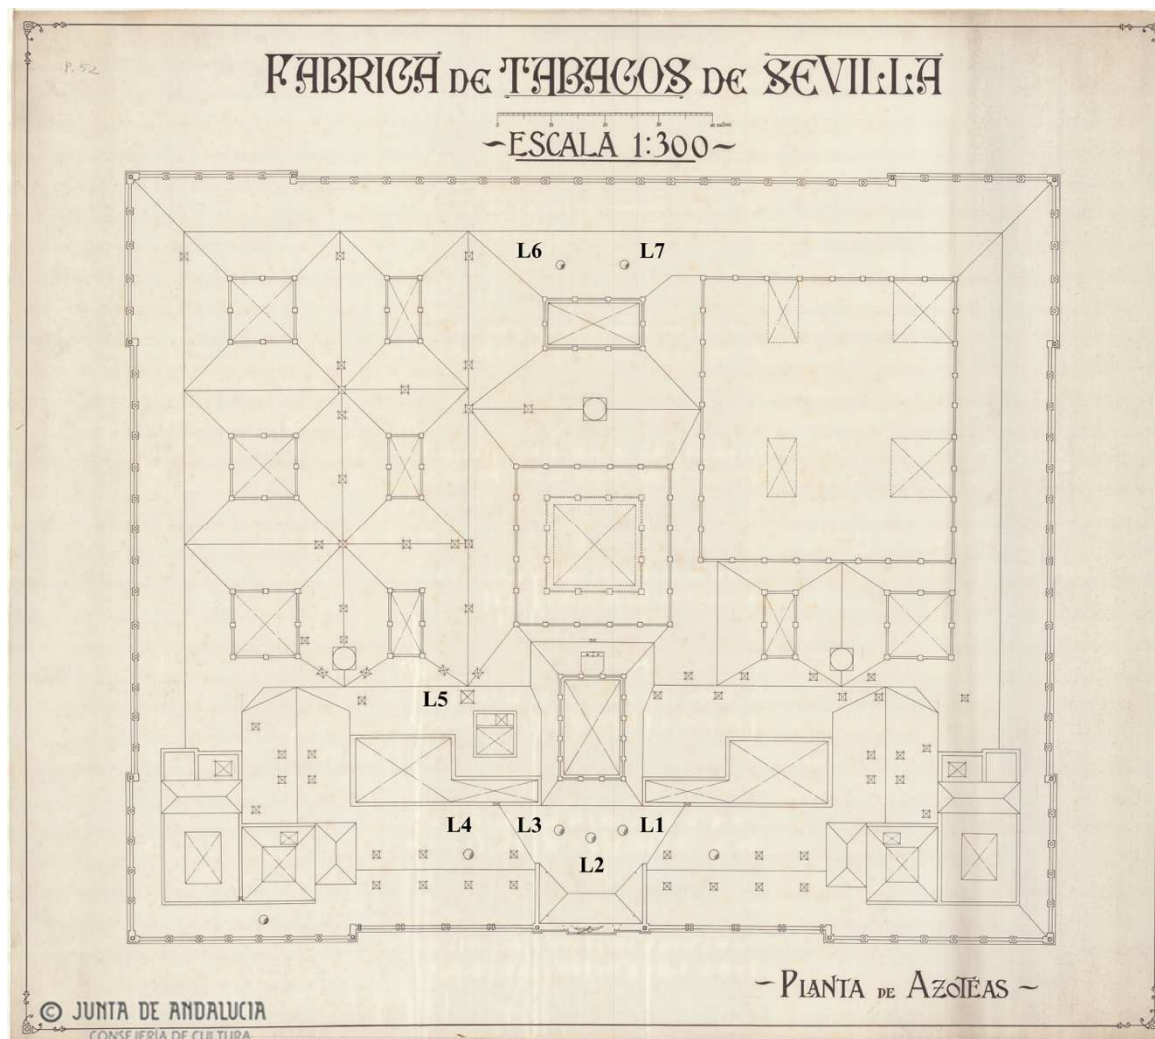 P. 52
FABRICA DE TABACOS DE SEVILLA
~ESCALA 1:300~
L6 L7
L5
L4 L3 L1
L2
~PLANTA DE AZOTEAS~
© JUNTA DE ANDALUCIA
CONSEJERÍA DE CULTURA